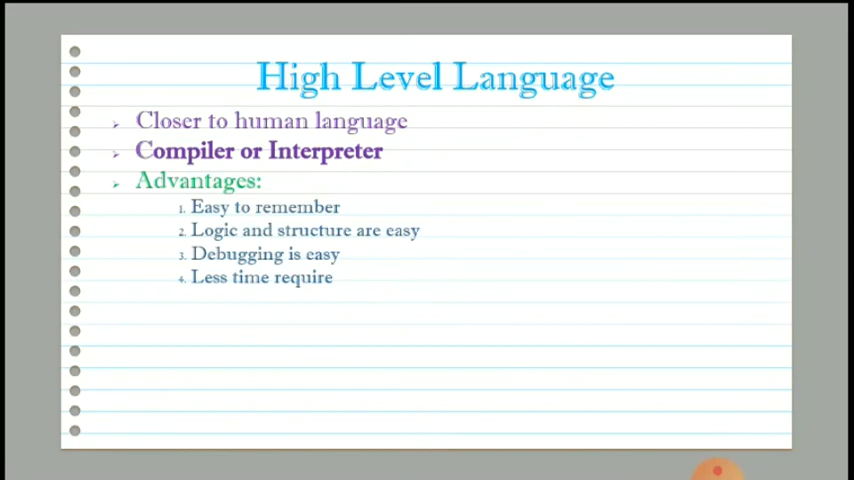 High Level Language
Closer to human language
Compiler or Interpreter
Advantages:
1. Easy to remember
2. Logic and structure are easy
3. Debugging is easy
4. Less time require